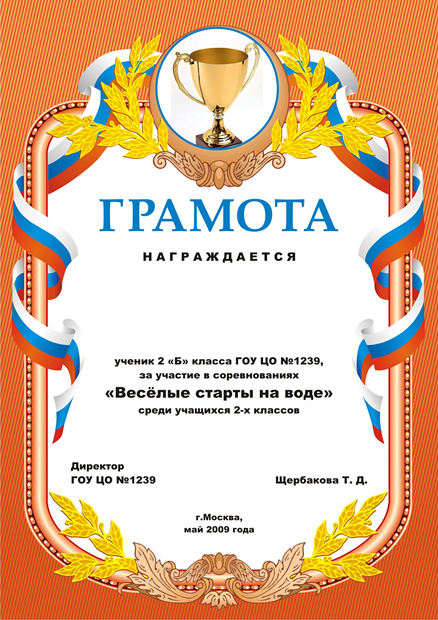 ГРАМОТА
НАГРАЖДАЕТСЯ
ученик 2 «Б» класса ГОУ ЦО №1239,
за участие в соревнованиях
«Весёлые старты на воде»
среди учащихся 2-х классов
Директор
ГОУ ЦО №1239 Щербакова Т. Д.
г.Москва,
май 2009 года